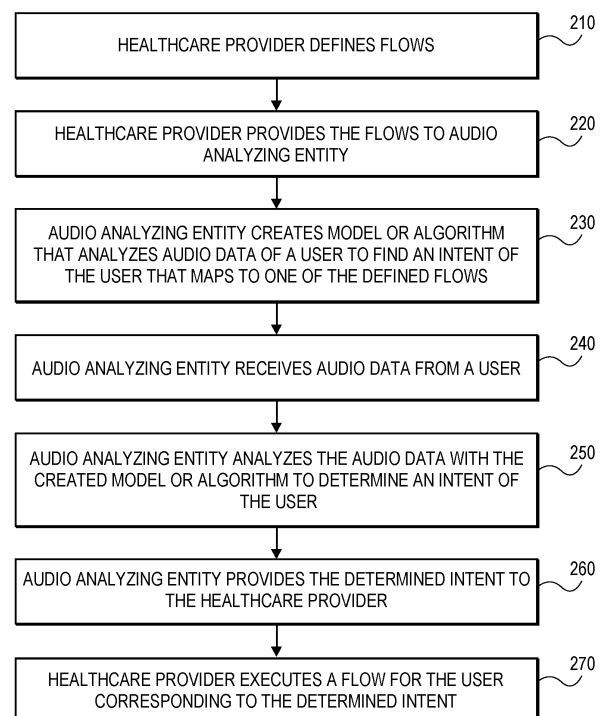 210
HEALTHCARE PROVIDER DEFINES FLOWS
220
HEALTHCARE PROVIDER PROVIDES THE FLOWS TO AUDIO
ANALYZING ENTITY
230
AUDIO ANALYZING ENTITY CREATES MODEL OR ALGORITHM
THAT ANALYZES AUDIO DATA OF A USER TO FIND AN INTENT OF
THE USER THAT MAPS TO ONE OF THE DEFINED FLOWS
240
AUDIO ANALYZING ENTITY RECEIVES AUDIO DATA FROM A USER
250
AUDIO ANALYZING ENTITY ANALYZES THE AUDIO DATA WITH THE
CREATED MODEL OR ALGORITHM TO DETERMINE AN INTENT OF
THE USER
260
AUDIO ANALYZING ENTITY PROVIDES THE DETERMINED INTENT TO
THE HEALTHCARE PROVIDER
270
HEALTHCARE PROVIDER EXECUTES A FLOW FOR THE USER
CORRESPONDING TO THE DETERMINED INTENT